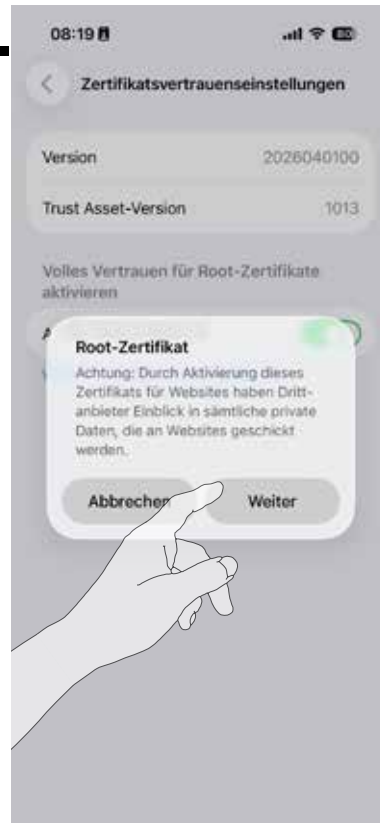 08:19
Zertifikatsvertrauenseinstellungen
Version 2026040100
Trust Asset-Version 1013
Volles Vertrauen für Root-Zertifikate
aktivieren
Root-Zertifikat
Achtung: Durch Aktivierung dieses
Zertifikats für Websites haben Dritt-
anbieter Einblick in sämtliche private
Daten, die an Websites geschickt
werden.
Abbrechen Weiter